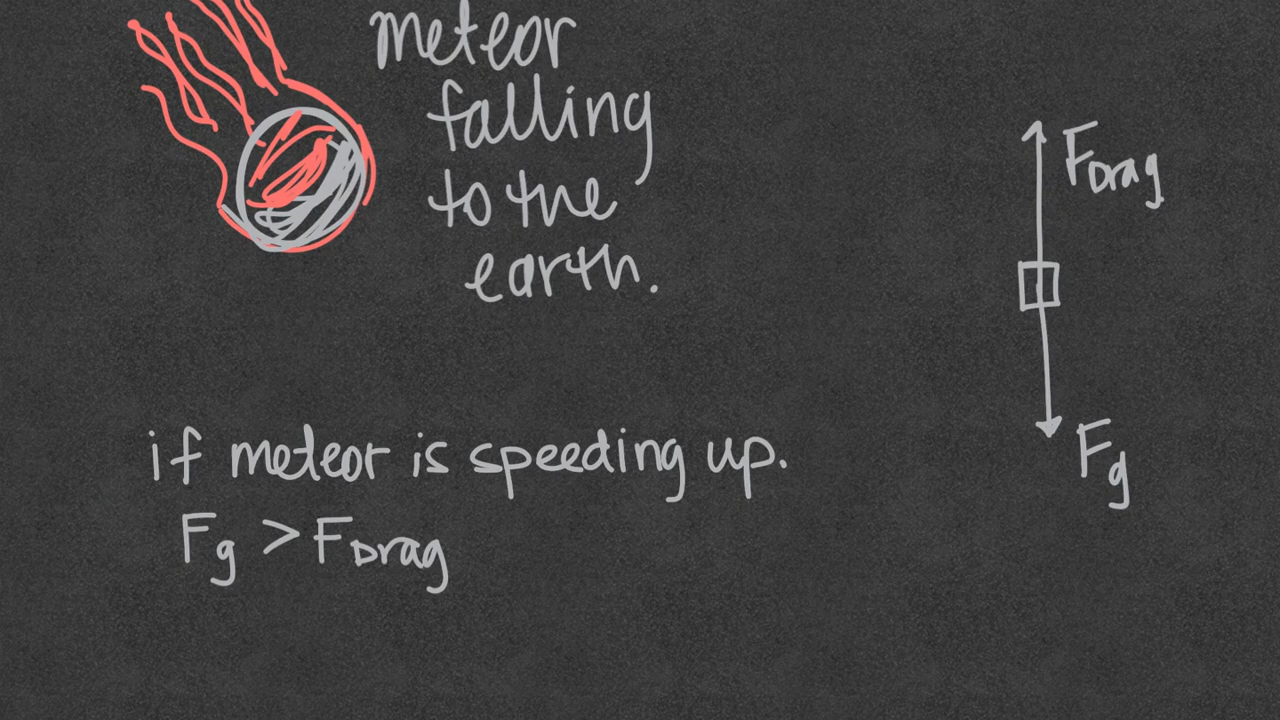 meteor
falling
to the
earth.
FDrag
Fg
if meteor is speeding up.
Fg > FDrag